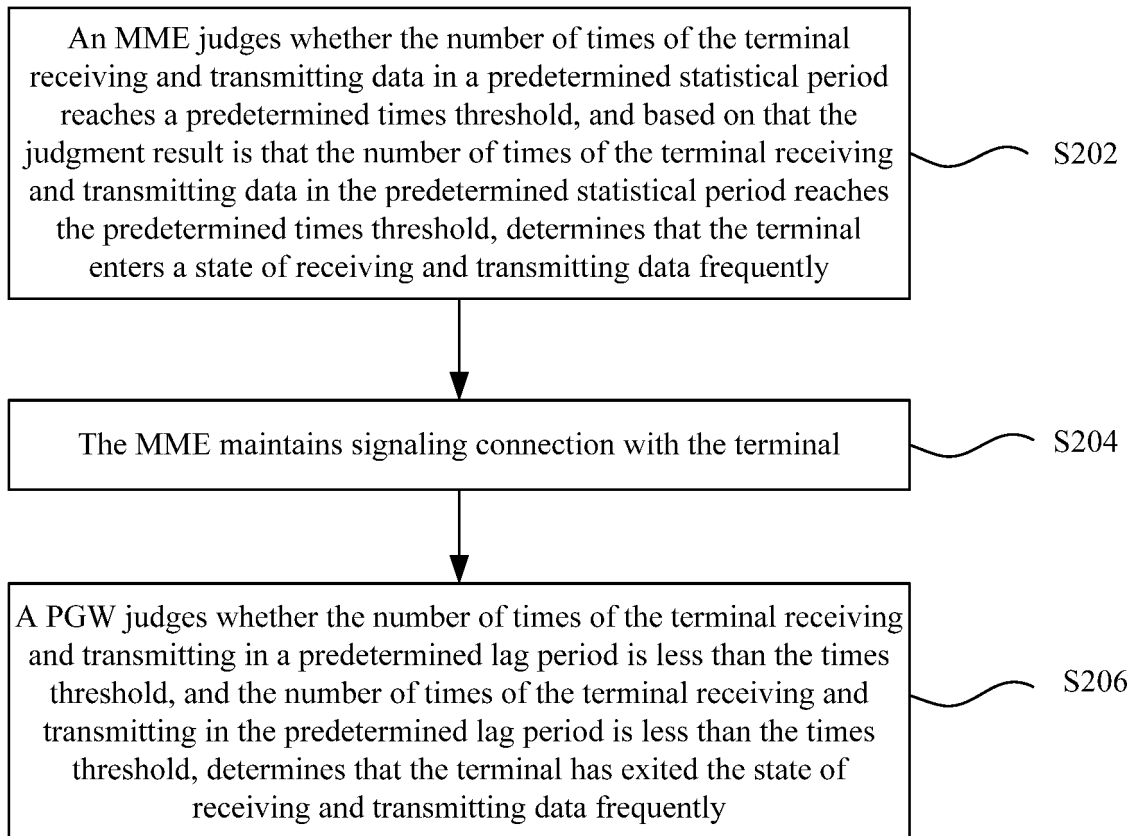 An MME judges whether the number of times of the terminal
receiving and transmitting data in a predetermined statistical period
reaches a predetermined times threshold, and based on that the
judgment result is that the number of times of the terminal receiving
and transmitting data in the predetermined statistical period reaches
the predetermined times threshold, determines that the terminal
enters a state of receiving and transmitting data frequently
S202
The MME maintains signaling connection with the terminal
S204
A PGW judges whether the number of times of the terminal receiving
and transmitting in a predetermined lag period is less than the times
threshold, and the number of times of the terminal receiving and
transmitting in the predetermined lag period is less than the times
threshold, determines that the terminal has exited the state of
receiving and transmitting data frequently
S206